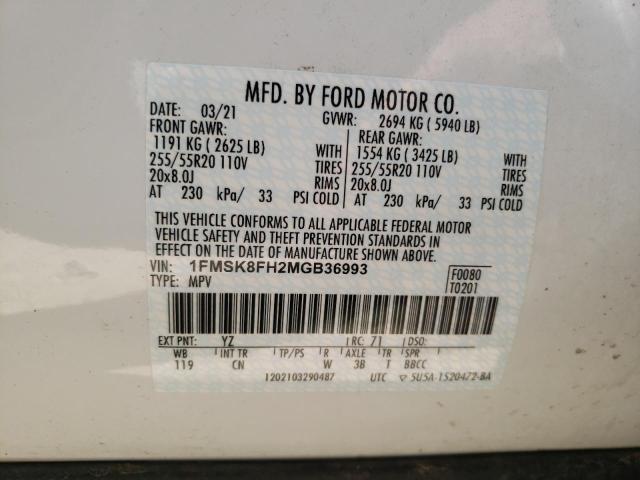 MFD. BY FORD MOTOR CO.
DATE: 03/21 GVWR: 2694 KG ( 5940 LB)
FRONT GAWR: REAR GAWR:
1191 KG ( 2625 LB) WITH 1554 KG ( 3425 LB) WITH
255/55R20 110V TIRES 255/55R20 110V TIRES
20x8.0J RIMS 20x8.0J RIMS
AT 230 kPa/ 33 PSI COLD AT 230 kPa/ 33 PSI COLD
THIS VEHICLE CONFORMS TO ALL APPLICABLE FEDERAL MOTOR
VEHICLE SAFETY AND THEFT PREVENTION STANDARDS IN
EFFECT ON THE DATE OF MANUFACTURE SHOWN ABOVE.
VIN: 1FMSK8FH2MGB36993 F0080
TYPE: MPV T0201
EXT PNT: YZ RC: 71 DSO:
WB INT TR TP/PS R AXLE TR SPR
119 CN W 3B T BBCC
1202103290487 UTC ▽ 5U5A-1520472-BA